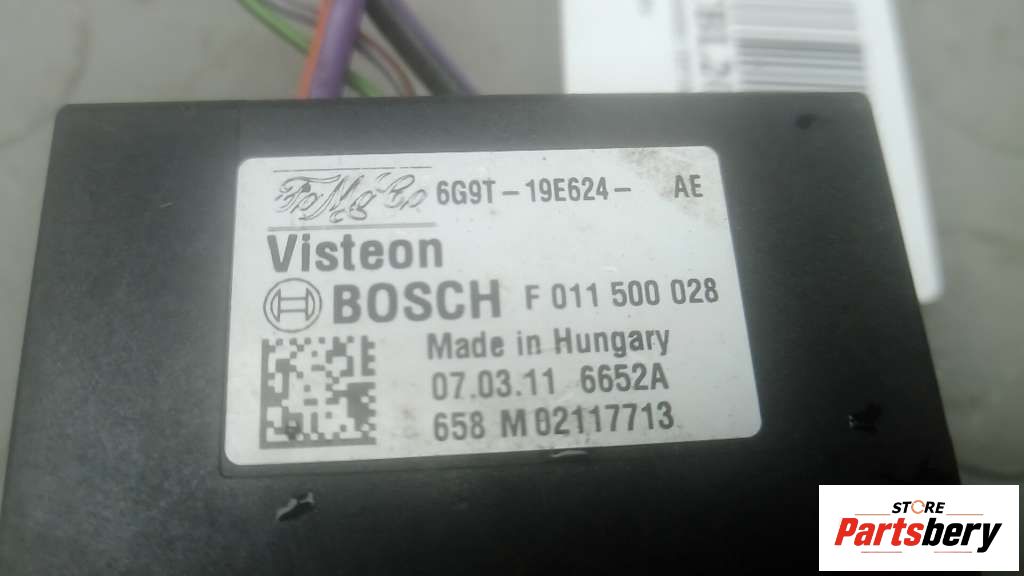 FoMoCo 6G9T-19E624- AE
Visteon
BOSCH F 011 500 028
Made in Hungary
07.03.11 6652A
658 M 02117713
STORE
Partsbery